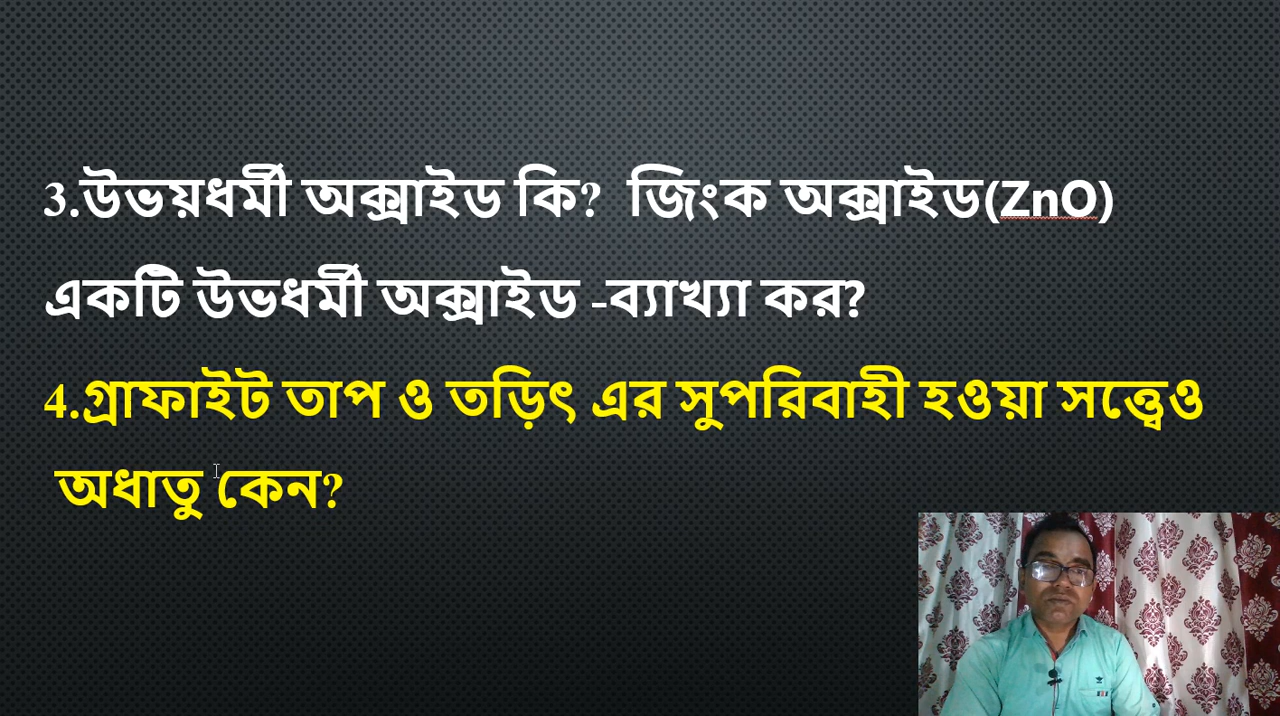 3.উভয়ধর্মী অক্সাইড কি? জিংক অক্সাইড(ZnO)
একটি উভধর্মী অক্সাইড -ব্যাখ্যা কর?
4.গ্রাফাইট তাপ ও তড়িৎ এর সুপরিবাহী হওয়া সত্ত্বেও
অধাতু কেন?